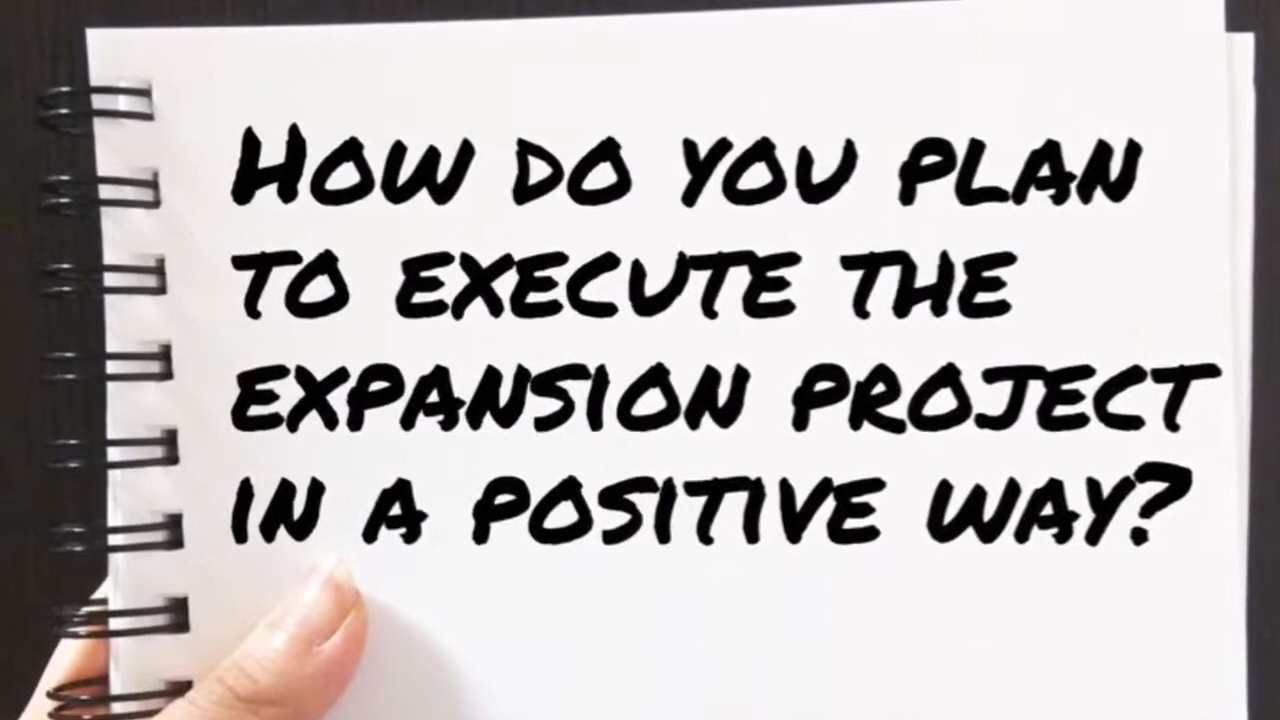 How do you plan
to execute the
expansion project
in a positive way?